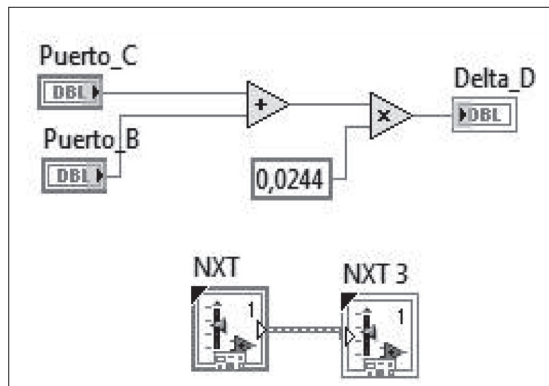 Puerto_C
DBL
Delta_D
DBL
Puerto_B
DBL
0,0244
NXT
NXT 3
1
1